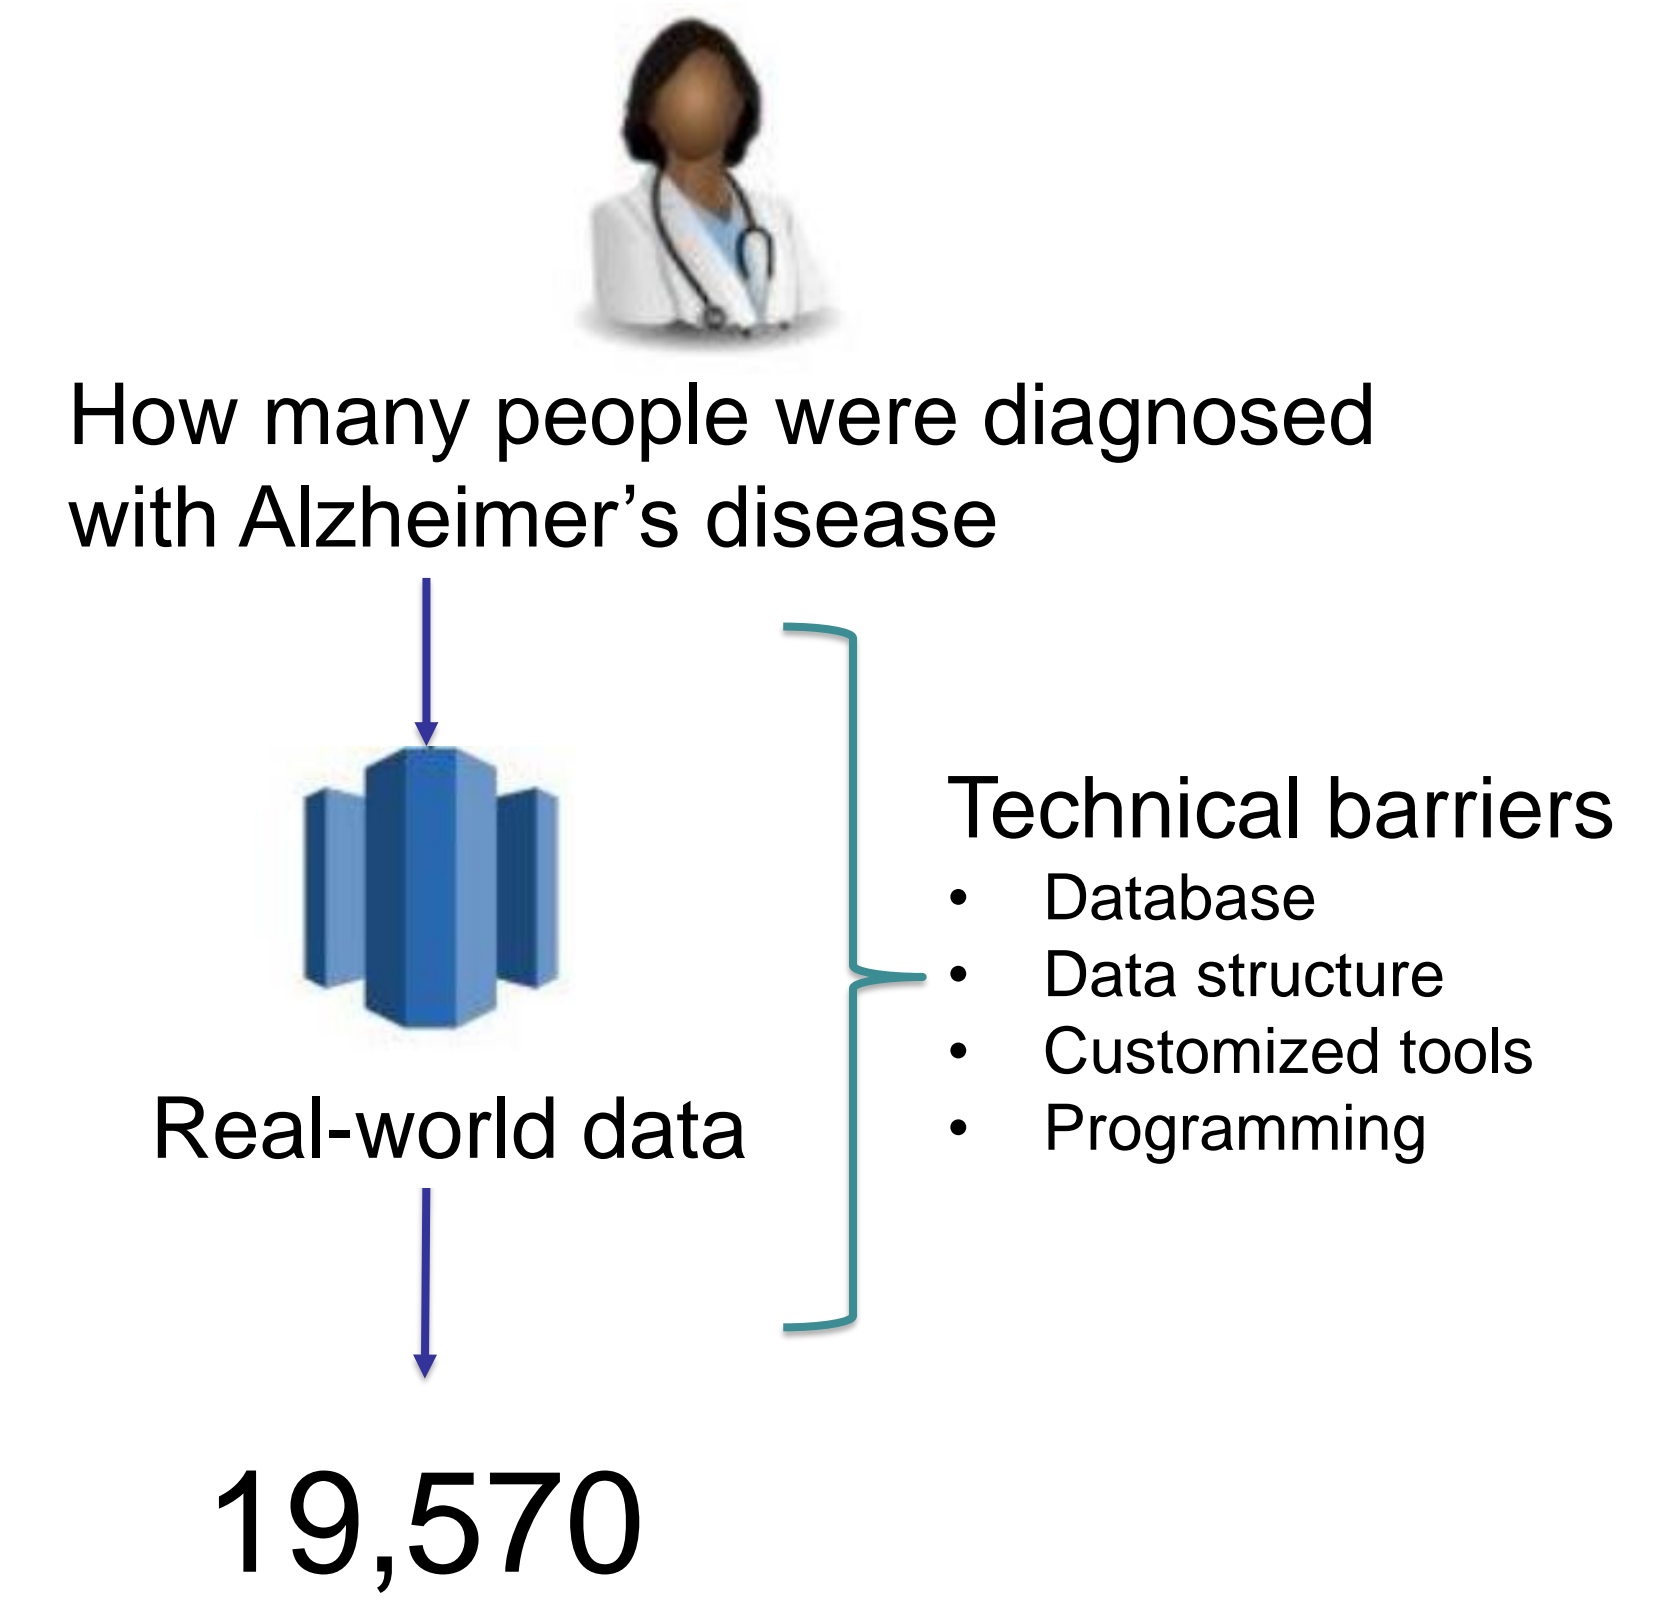 How many people were diagnosed
with Alzheimer’s disease
Technical barriers
• Database
• Data structure
• Customized tools
• Programming
Real-world data
19,570